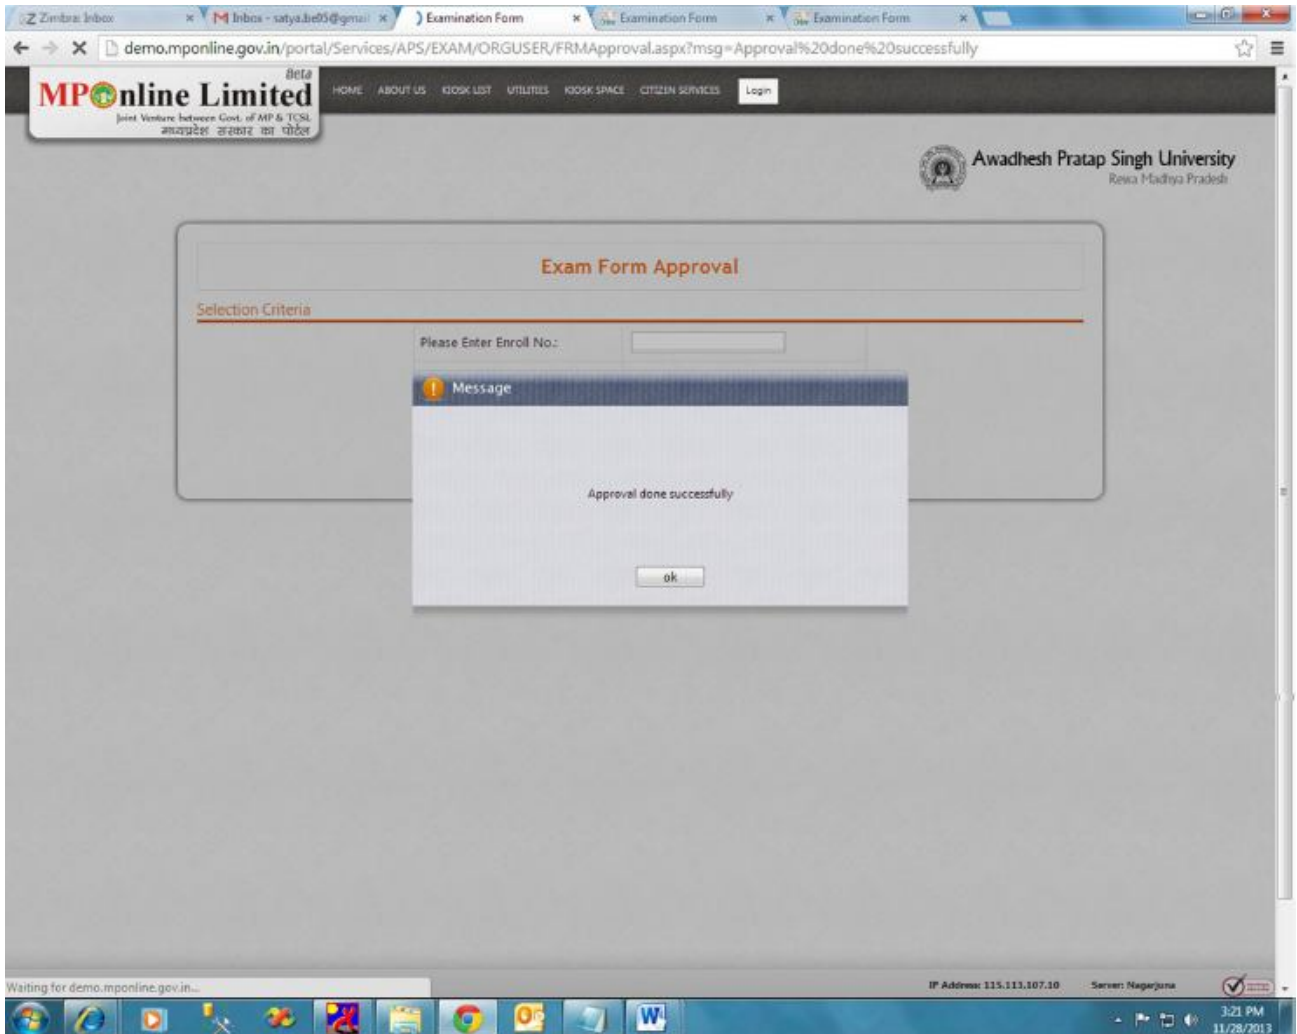 Zimbra: Inbox
Inbox - satya.be05@gmail
Examination Form
Examination Form
Examination Form
demo.mponline.gov.in/portal/Services/APS/EXAM/ORGUSER/FRMApproval.aspx?msg=Approval%20done%20successfully
Beta
MPOnline Limited
Joint Venture between Govt. of MP & TCSL
मध्यप्रदेश सरकार का पोर्टल
HOME ABOUT US KIOSK LIST UTILITIES KIOSK SPACE CITIZEN SERVICES Login
Awadhesh Pratap Singh University
Rewa Madhya Pradesh
Exam Form Approval
Selection Criteria
Please Enter Enroll No.:
Message
Approval done successfully
ok
Waiting for demo.mponline.gov.in...
IP Address: 115.113.107.10 Server: Nagarjuna
3:21 PM
11/28/2013